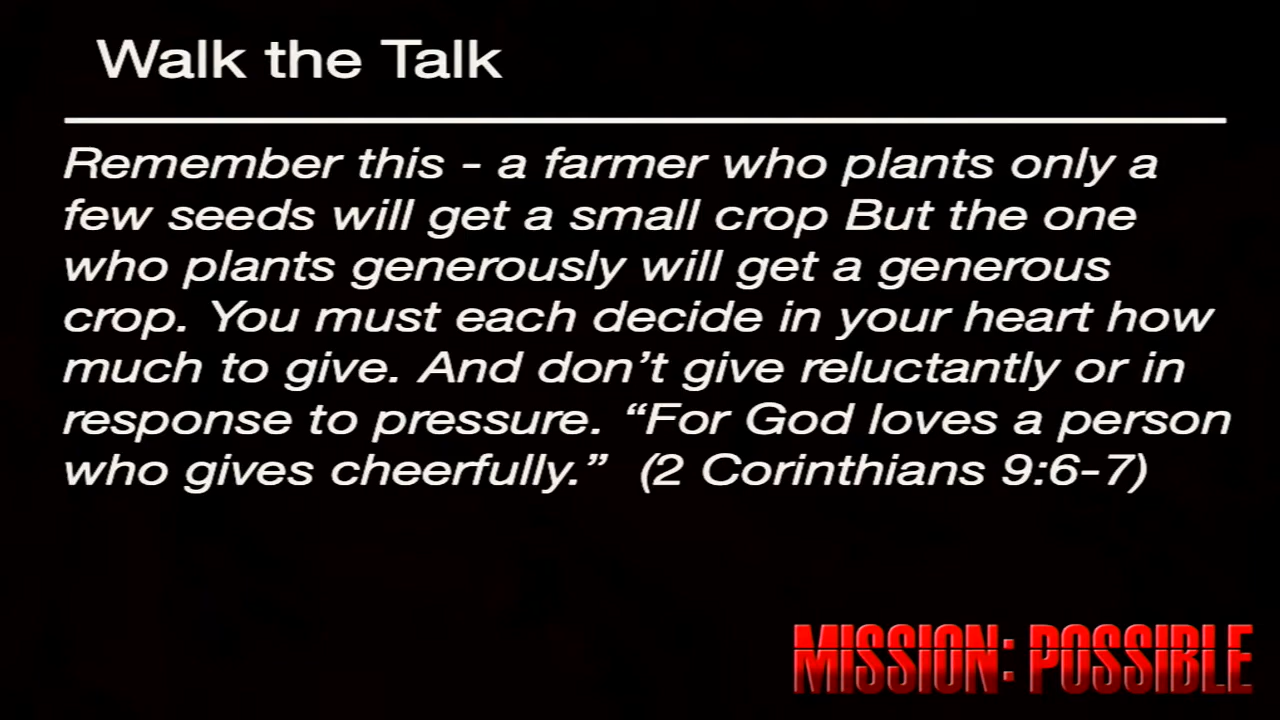 Walk the Talk
Remember this - a farmer who plants only a
few seeds will get a small crop But the one
who plants generously will get a generous
crop. You must each decide in your heart how
much to give. And don’t give reluctantly or in
response to pressure. “For God loves a person
who gives cheerfully.” (2 Corinthians 9:6-7)
MISSION: POSSIBLE